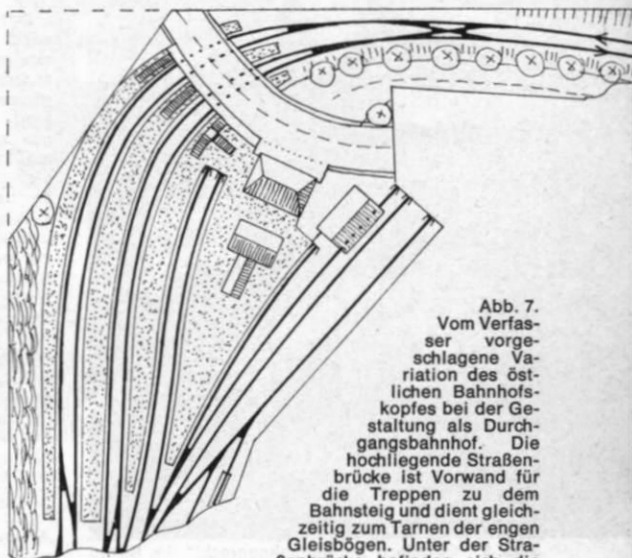 Abb. 7.
Vom Verfas-
ser vorge-
schlagene Va-
riation des öst-
lichen Bahnhofs-
kopfes bei der Ge-
staltung als Durch-
gangsbahnhof. Die
hochliegende Straßen-
brücke ist Vorwand für
die Treppen zu dem
Bahnsteig und dient gleich-
zeitig zum Tarnen der engen
Gleisbögen. Unter der Stra-